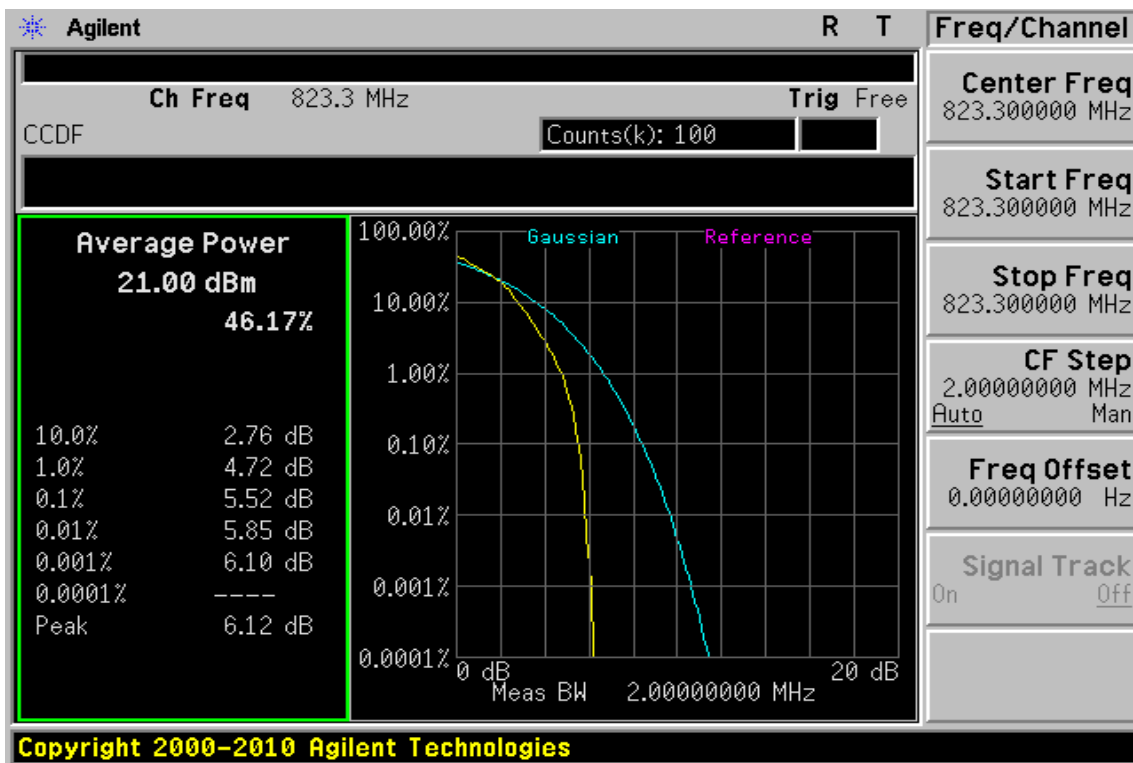 Agilent R T
Ch Freq 823.3 MHz Trig Free
CCDF Counts(k): 100
Average Power
21.00 dBm
46.17%
10.0% 2.76 dB
1.0% 4.72 dB
0.1% 5.52 dB
0.01% 5.85 dB
0.001% 6.10 dB
0.0001% ----
Peak 6.12 dB
Gaussian Reference
100.00%
10.00%
1.00%
0.10%
0.01%
0.001%
0.0001%
0 dB 20 dB
Meas BW 2.00000000 MHz
Freq/Channel
Center Freq
823.300000 MHz
Start Freq
823.300000 MHz
Stop Freq
823.300000 MHz
CF Step
2.00000000 MHz
Auto Man
Freq Offset
0.00000000 Hz
Signal Track
On Off
Copyright 2000-2010 Agilent Technologies